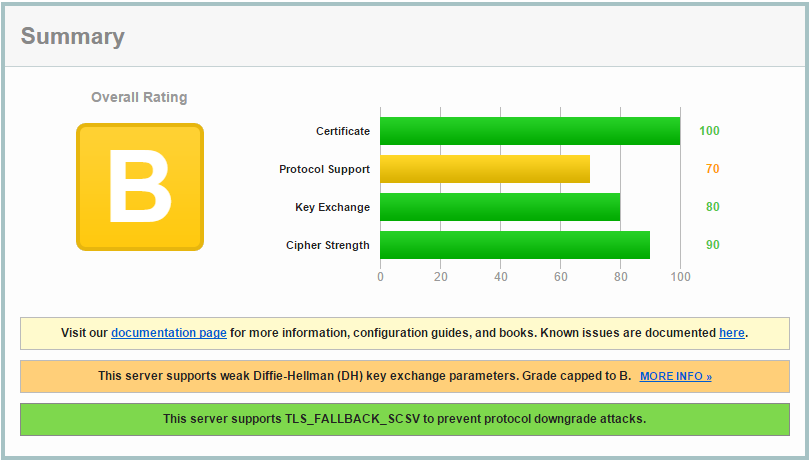 Summary
Overall Rating
B
Certificate 100
Protocol Support 70
Key Exchange 80
Cipher Strength 90
0 20 40 60 80 100
Visit our documentation page for more information, configuration guides, and books. Known issues are documented here.
This server supports weak Diffie-Hellman (DH) key exchange parameters. Grade capped to B. MORE INFO »
This server supports TLS_FALLBACK_SCSV to prevent protocol downgrade attacks.